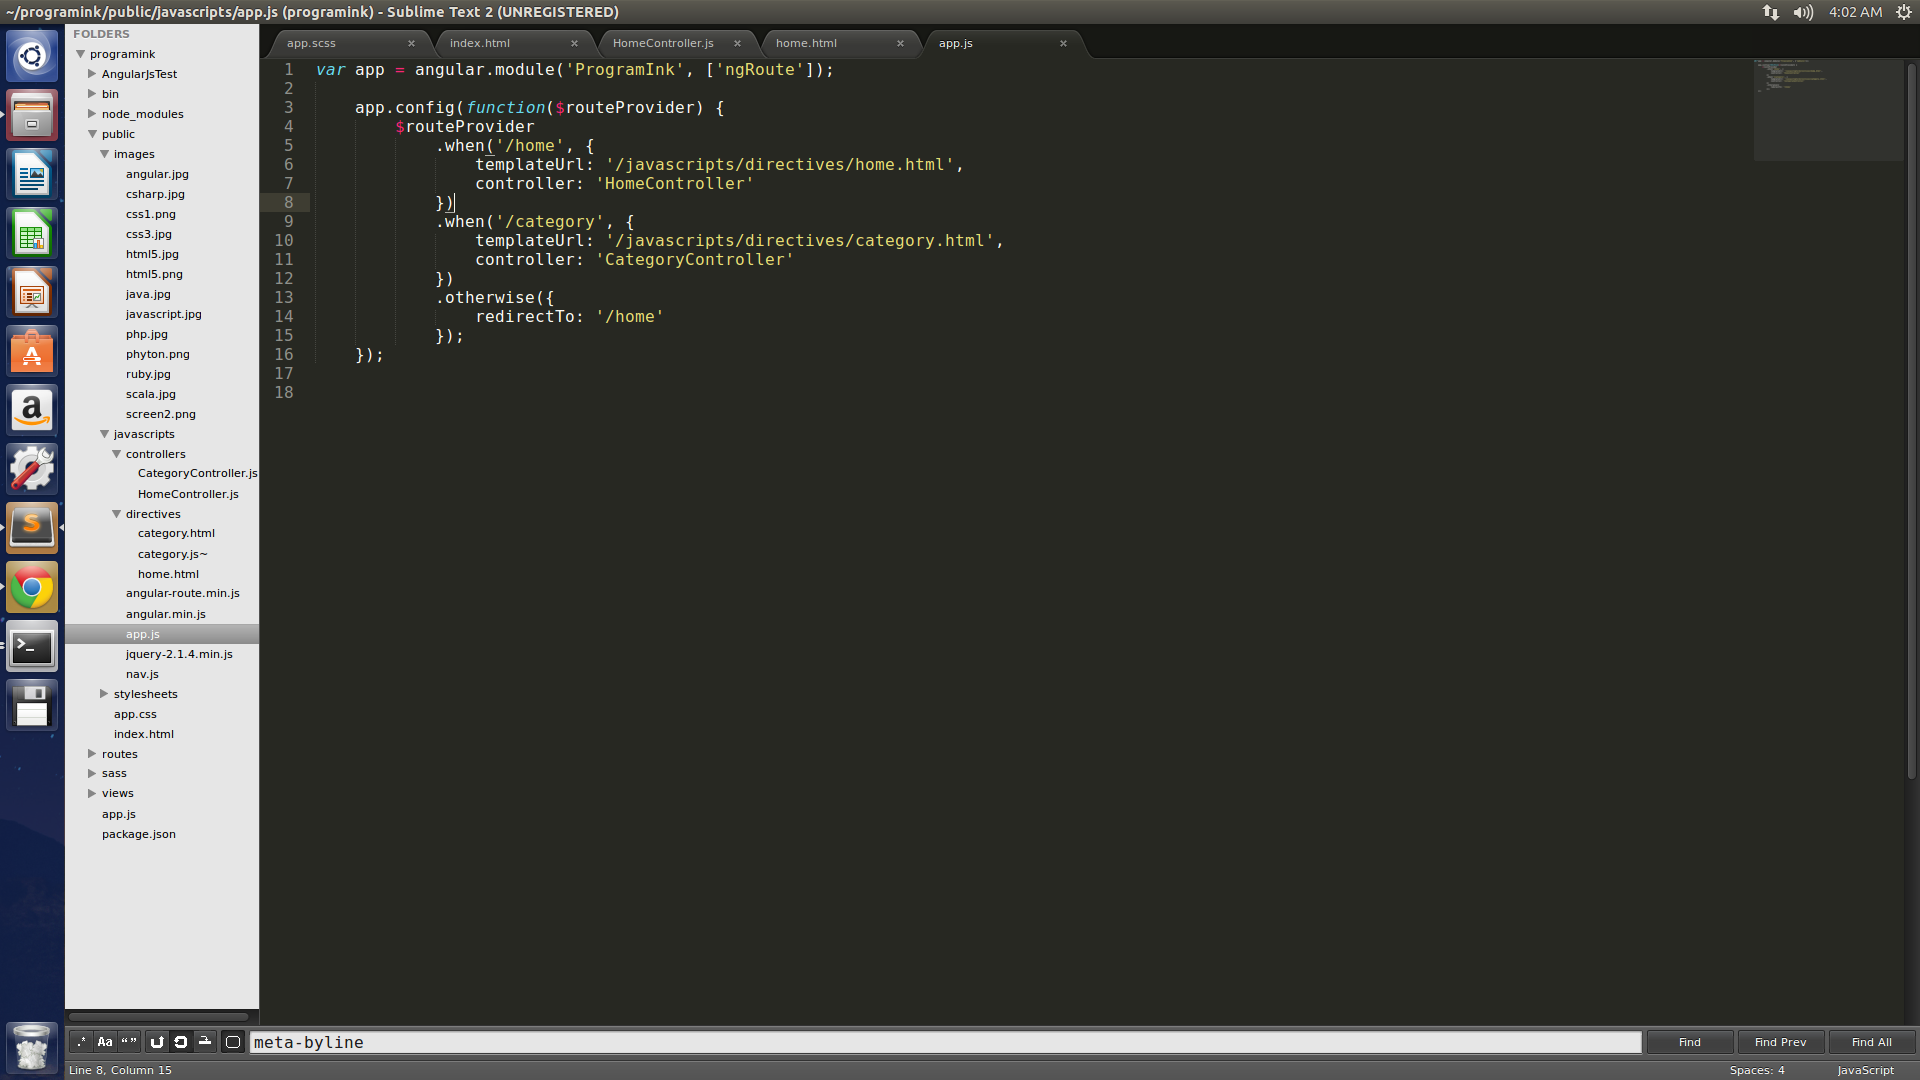 ~/programink/public/javascripts/app.js (programink) - Sublime Text 2 (UNREGISTERED)
4:02 AM
FOLDERS
programink
AngularJsTest
bin
node_modules
public
images
angular.jpg
csharp.jpg
css1.png
css3.jpg
html5.jpg
html5.png
java.jpg
javascript.jpg
php.jpg
phyton.png
ruby.jpg
scala.jpg
screen2.png
javascripts
controllers
CategoryController.js
HomeController.js
directives
category.html
category.js~
home.html
angular-route.min.js
angular.min.js
app.js
jquery-2.1.4.min.js
nav.js
stylesheets
app.css
index.html
routes
sass
views
app.js
package.json
app.scss × index.html × HomeController.js × home.html × app.js ×
1 var app = angular.module('ProgramInk', ['ngRoute']);
2
3     app.config(function($routeProvider) {
4         $routeProvider
5             .when('/home', {
6                 templateUrl: '/javascripts/directives/home.html',
7                 controller: 'HomeController'
8             })
9             .when('/category', {
10                 templateUrl: '/javascripts/directives/category.html',
11                 controller: 'CategoryController'
12             })
13             .otherwise({
14                 redirectTo: '/home'
15             });
16     });
17
18
.* Aa “ ” meta-byline Find Find Prev Find All
Line 8, Column 15 Spaces: 4 JavaScript